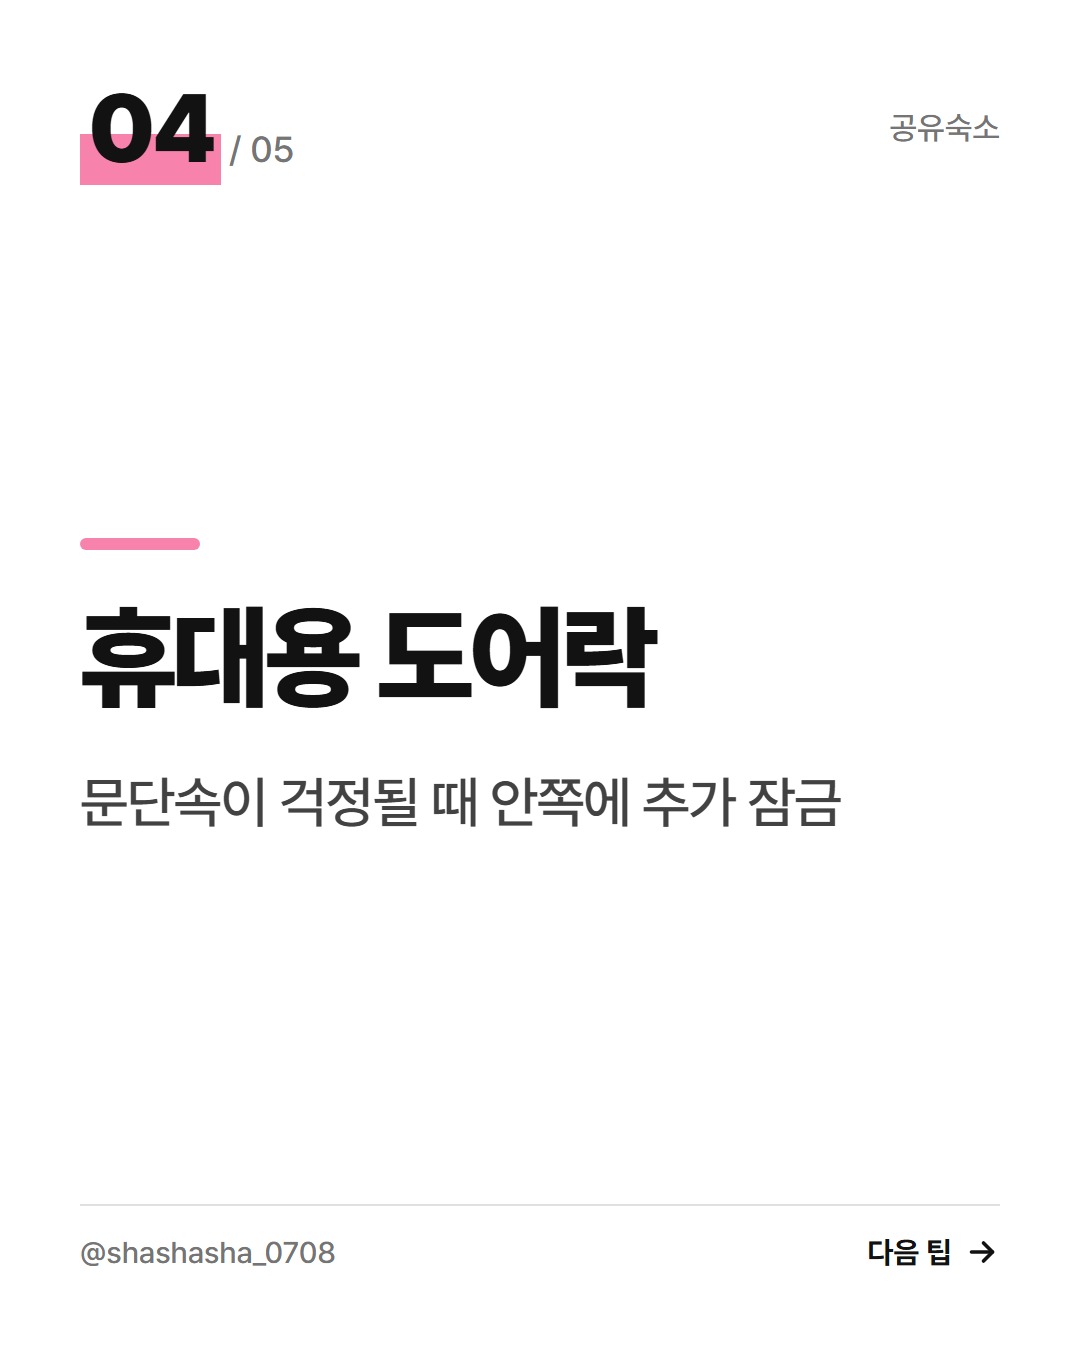 04 / 05
공유숙소
휴대용 도어락
문단속이 걱정될 때 안쪽에 추가 잠금
@shashasha_0708
다음 팁 →